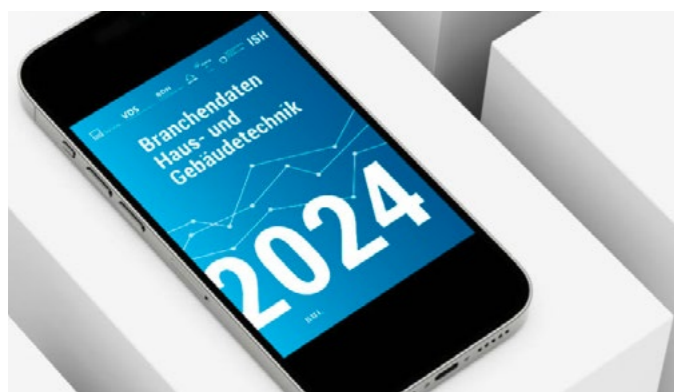 VDS
ISH
Branchendaten
Haus- und
Gebäudetechnik
2024